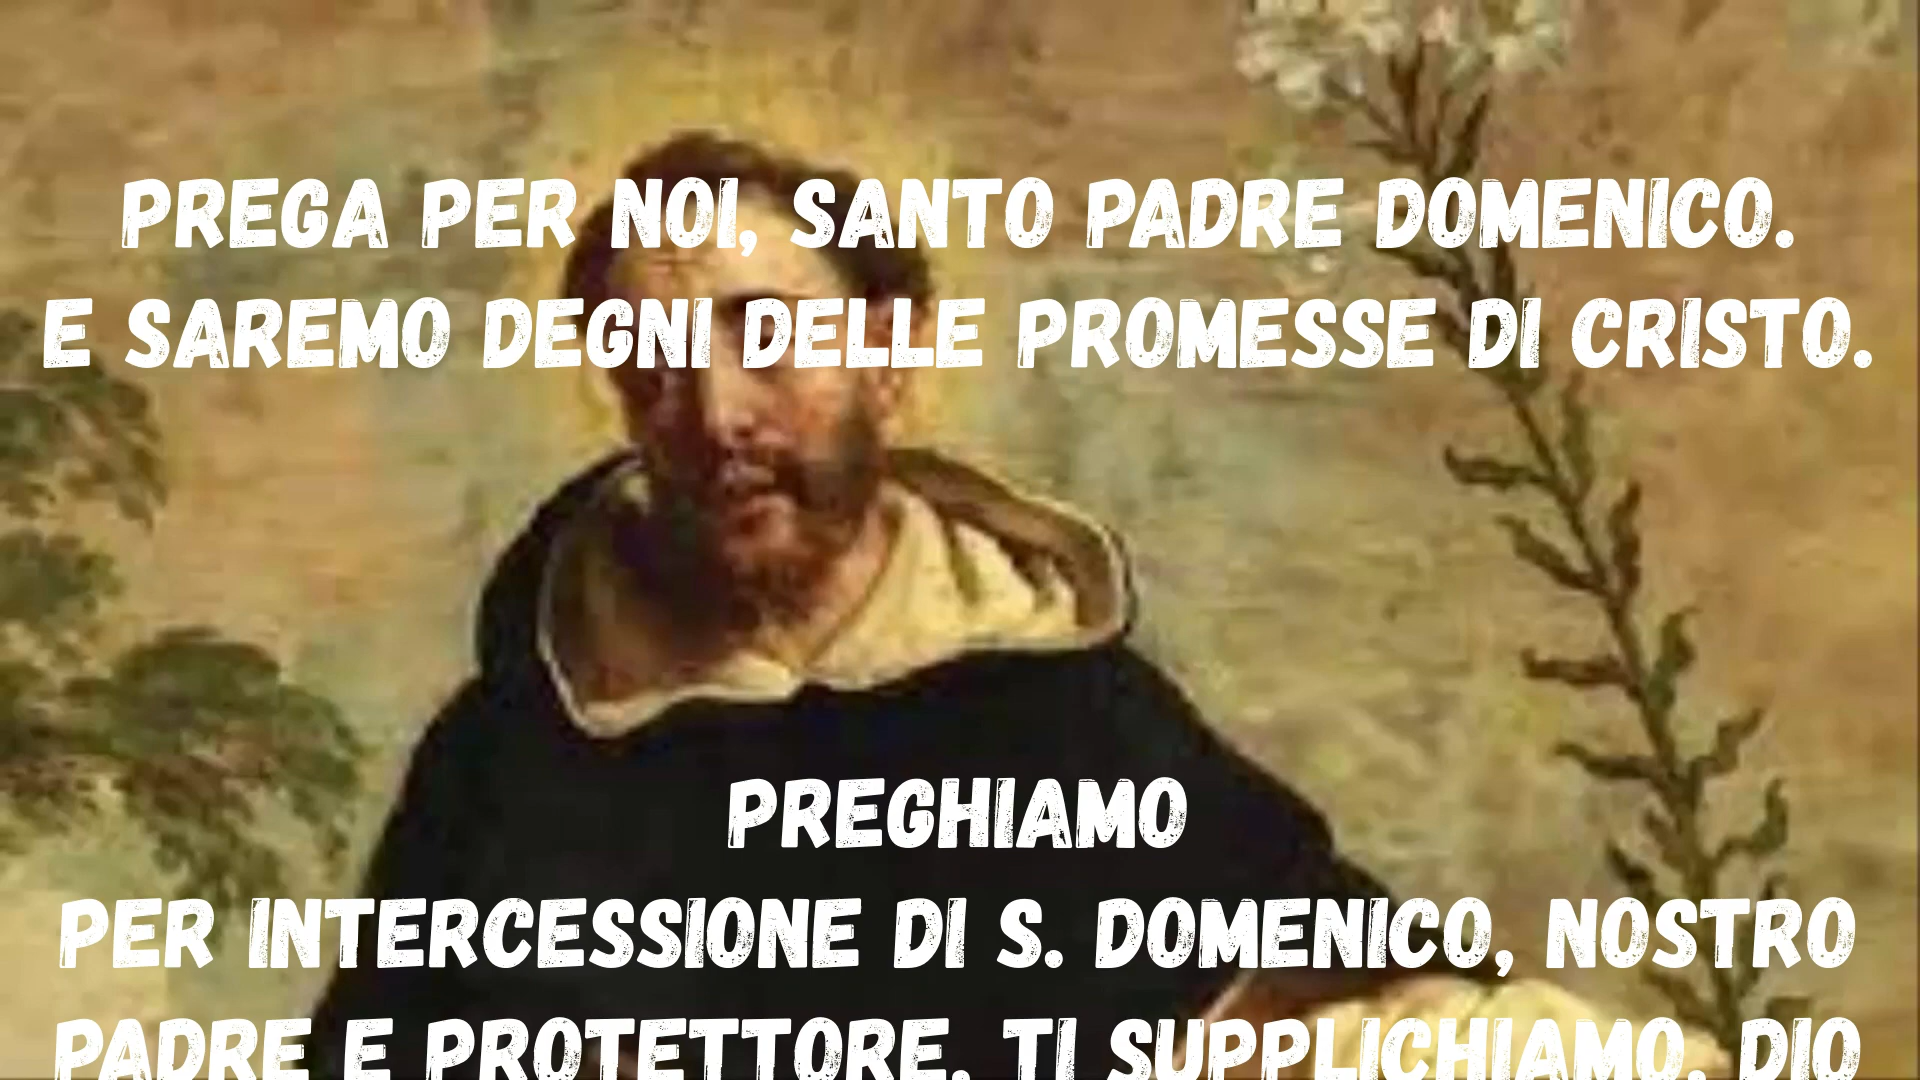 PREGA PER NOI, SANTO PADRE DOMENICO.
E SAREMO DEGNI DELLE PROMESSE DI CRISTO.
PREGHIAMO
PER INTERCESSIONE DI S. DOMENICO, NOSTRO
PADRE E PROTETTORE, TI SUPPLICHIAMO, DIO